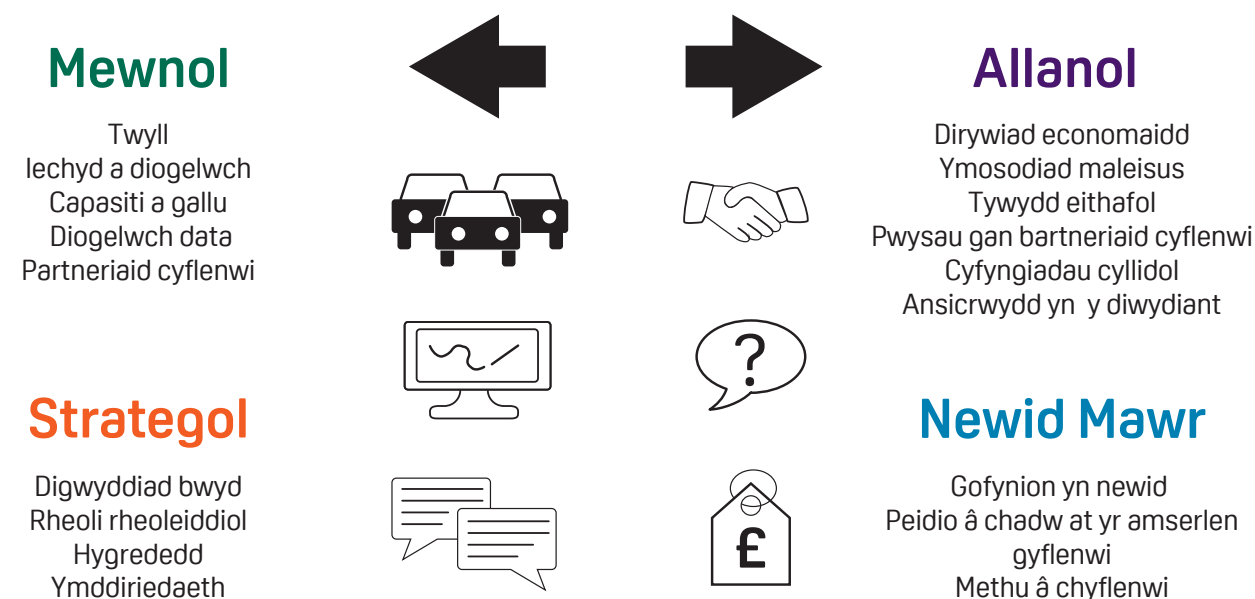 Mewnol
Twyll
Iechyd a diogelwch
Capasiti a gallu
Diogelwch data
Partneriaid cyflenwi
Allanol
Dirywiad economaidd
Ymosodiad maleisus
Tywydd eithafol
Pwysau gan bartneriaid cyflenwi
Cyfyngiadau cyllidol
Ansicrwydd yn y diwydiant
?
Strategol
Digwyddiad bwyd
Rheoli rheoleiddiol
Hygrededd
Ymddiriedaeth
£
Newid Mawr
Gofynion yn newid
Peidio â chadw at yr amserlen
gyflenwi
Methu â chyflenwi